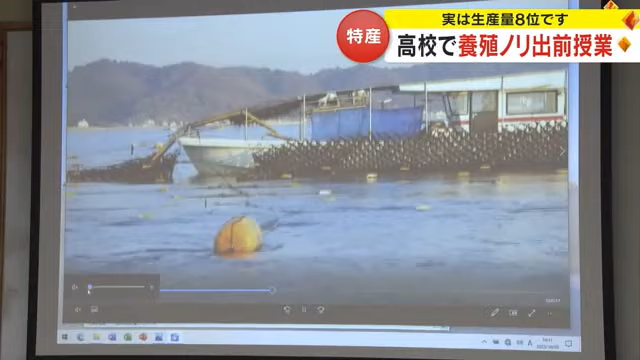 実は生産量8位です
特産
高校で養殖ノリ出前授業